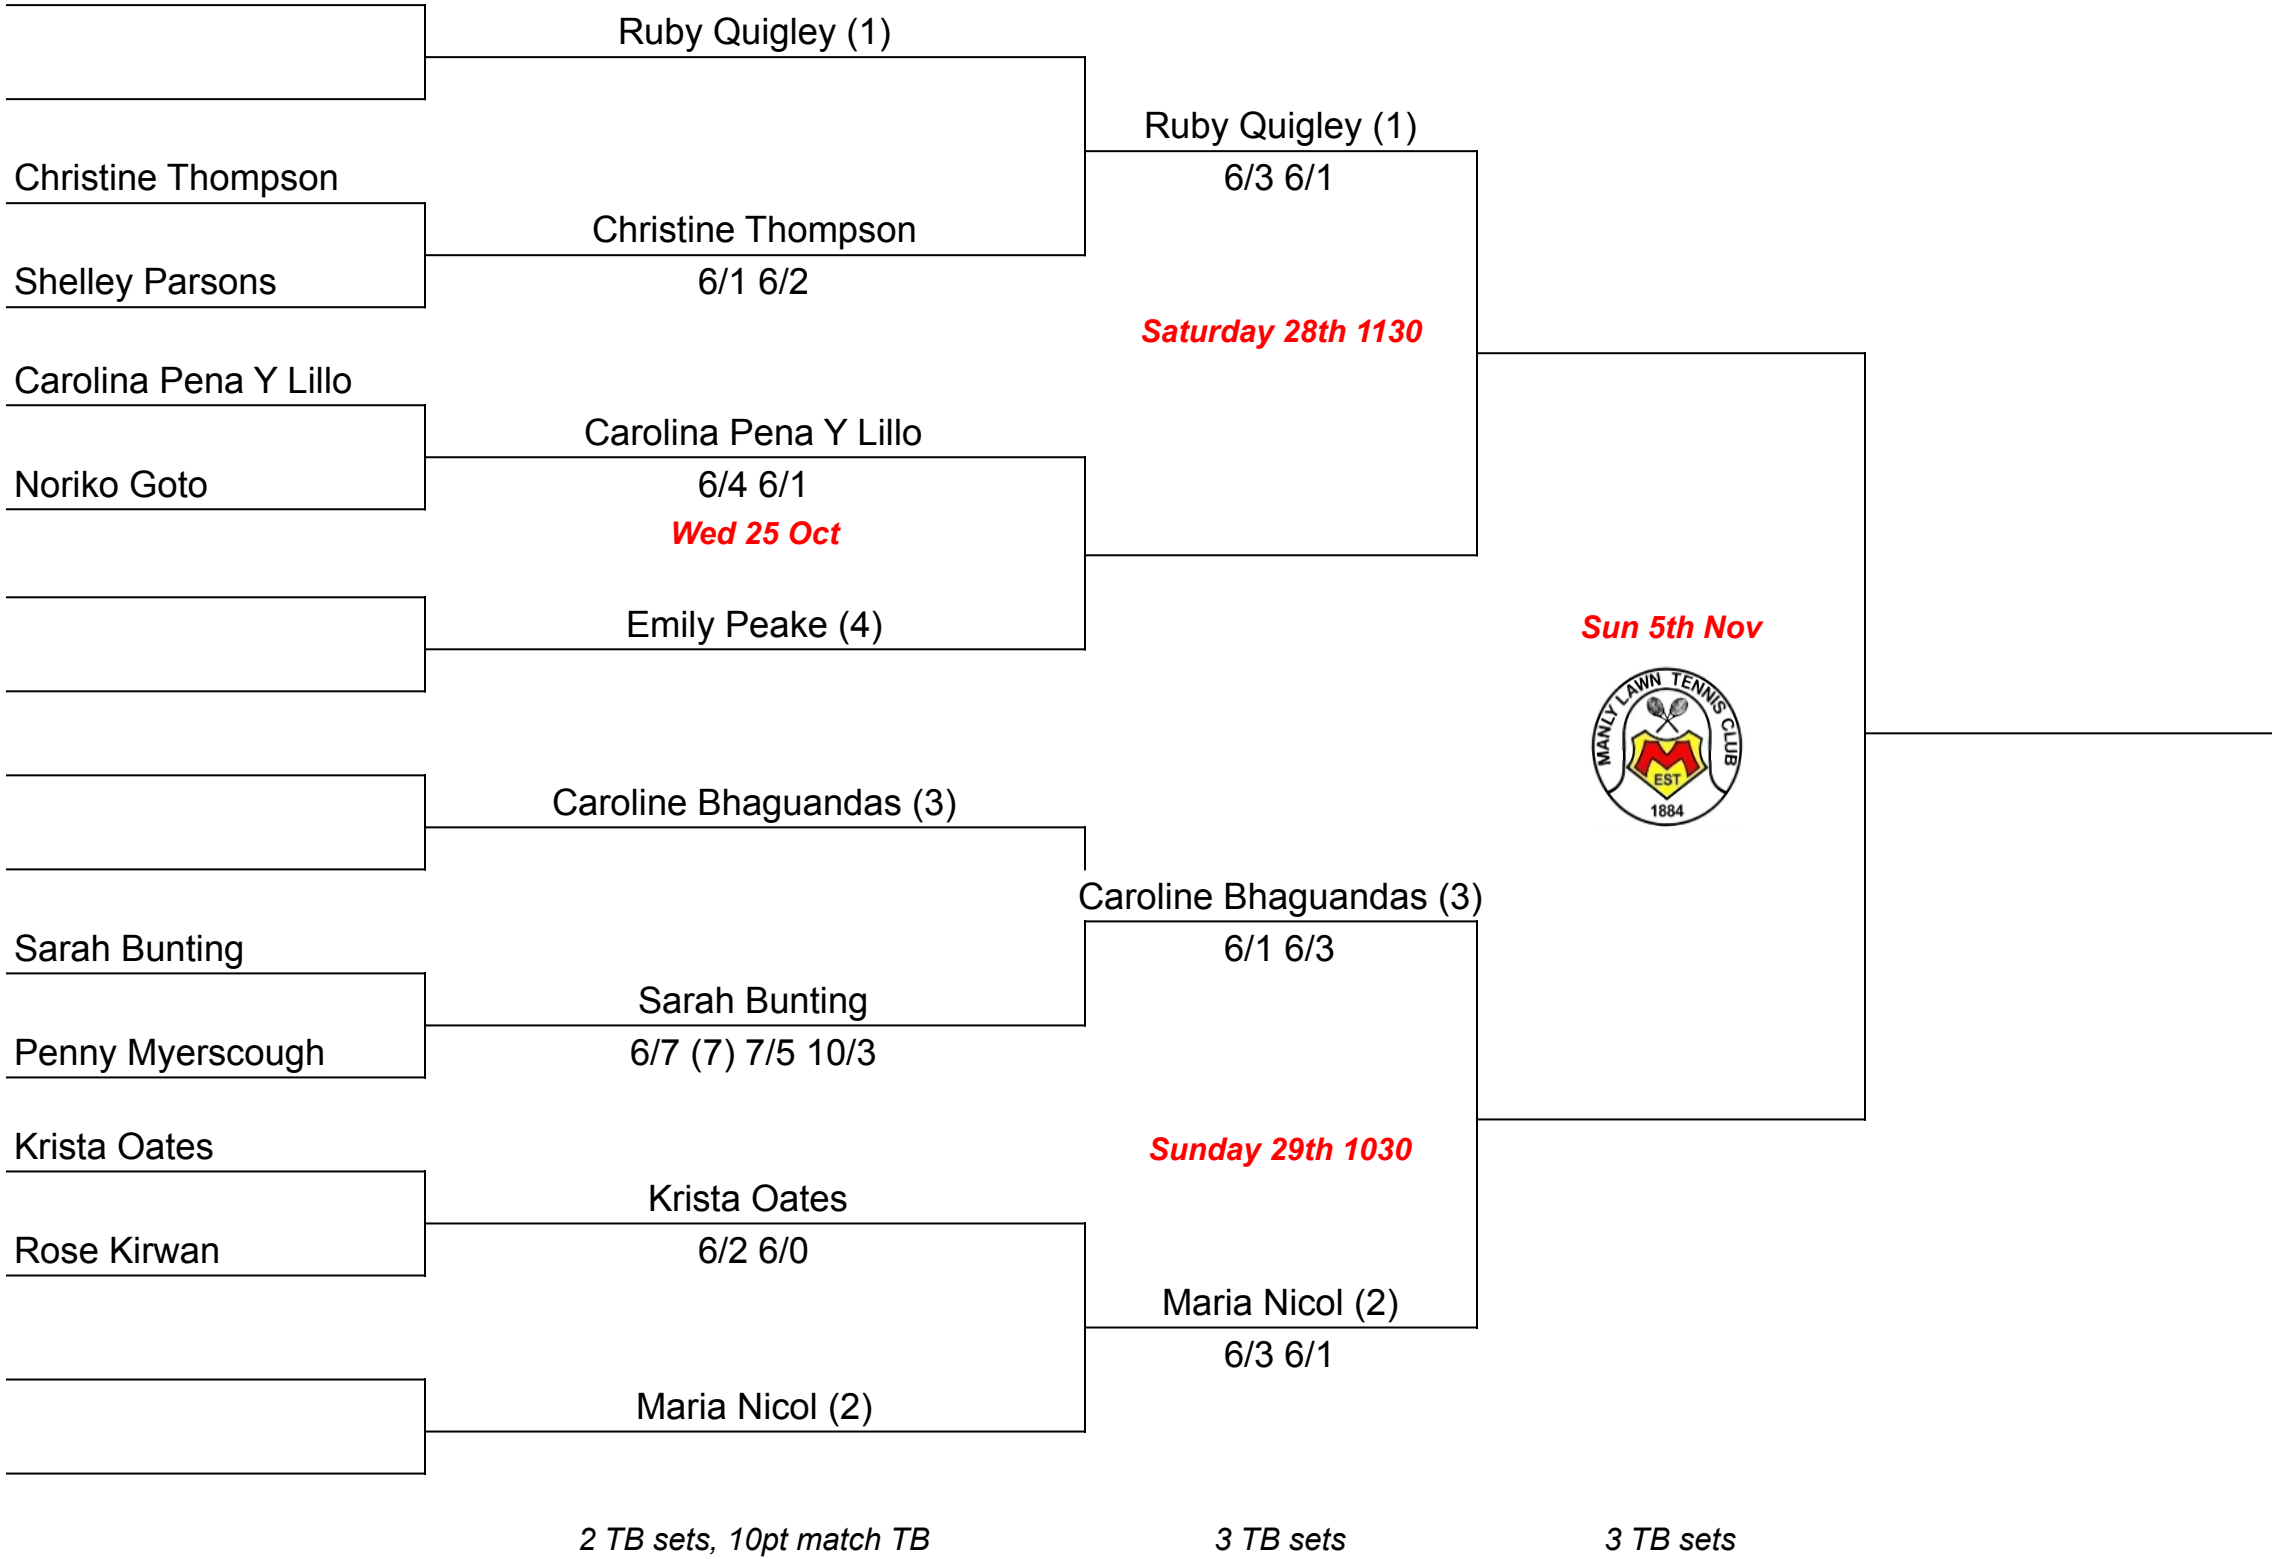 Ruby Quigley (1)
Ruby Quigley (1)
Christine Thompson
6/3 6/1
Christine Thompson
Shelley Parsons
6/1 6/2
Saturday 28th 1130
Carolina Pena Y Lillo
Carolina Pena Y Lillo
Noriko Goto
6/4 6/1
Wed 25 Oct
Emily Peake (4)
Sun 5th Nov
MANLY LAWN TENNIS CLUB
M
EST
1884
Caroline Bhaguandas (3)
Caroline Bhaguandas (3)
Sarah Bunting
6/1 6/3
Sarah Bunting
Penny Myerscough
6/7 (7) 7/5 10/3
Krista Oates
Sunday 29th 1030
Krista Oates
Rose Kirwan
6/2 6/0
Maria Nicol (2)
6/3 6/1
Maria Nicol (2)
2 TB sets, 10pt match TB
3 TB sets
3 TB sets